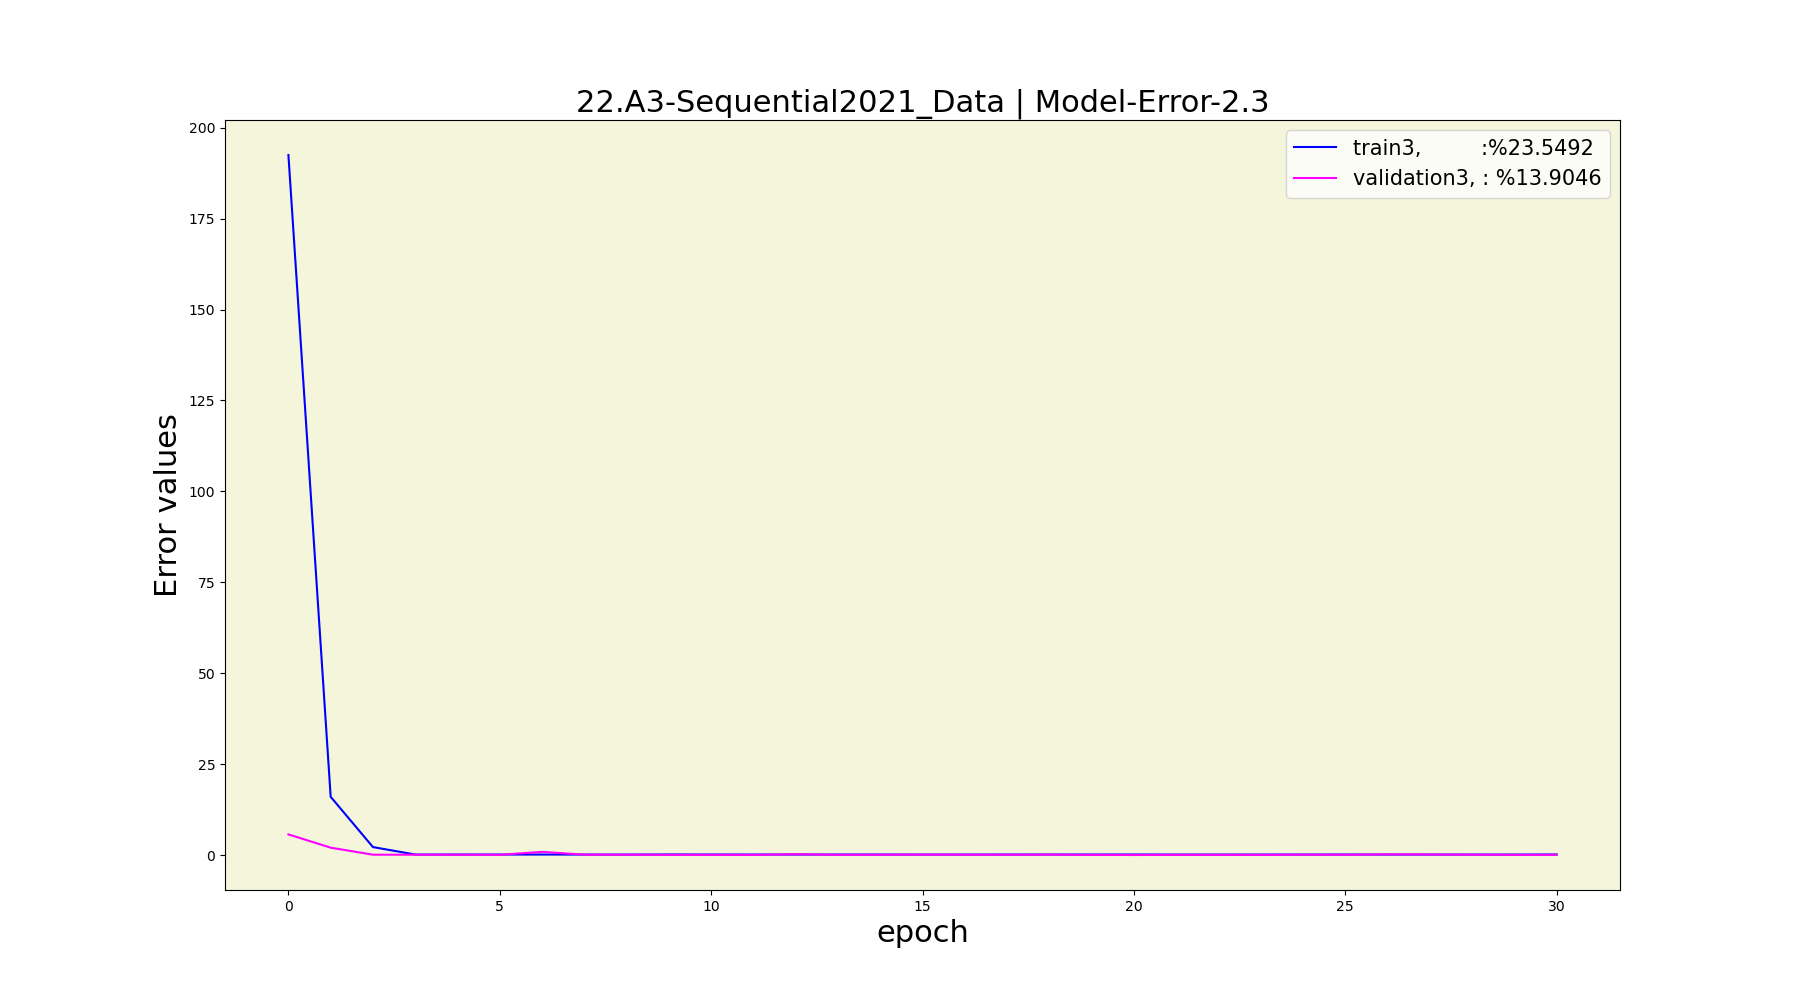 22.A3-Sequential2021_Data | Model-Error-2.3
train3, :%23.5492
validation3, : %13.9046
200
175
150
125
100
75
50
25
0
Error values
0 5 10 15 20 25 30
epoch